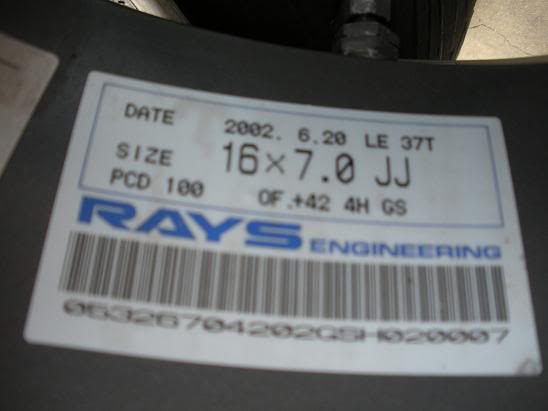 DATE 2002. 6.20 LE 37T
SIZE 16×7.0 JJ
PCD 100 OF.+42 4H GS
RAYS ENGINEERING
05326704202GSH020007